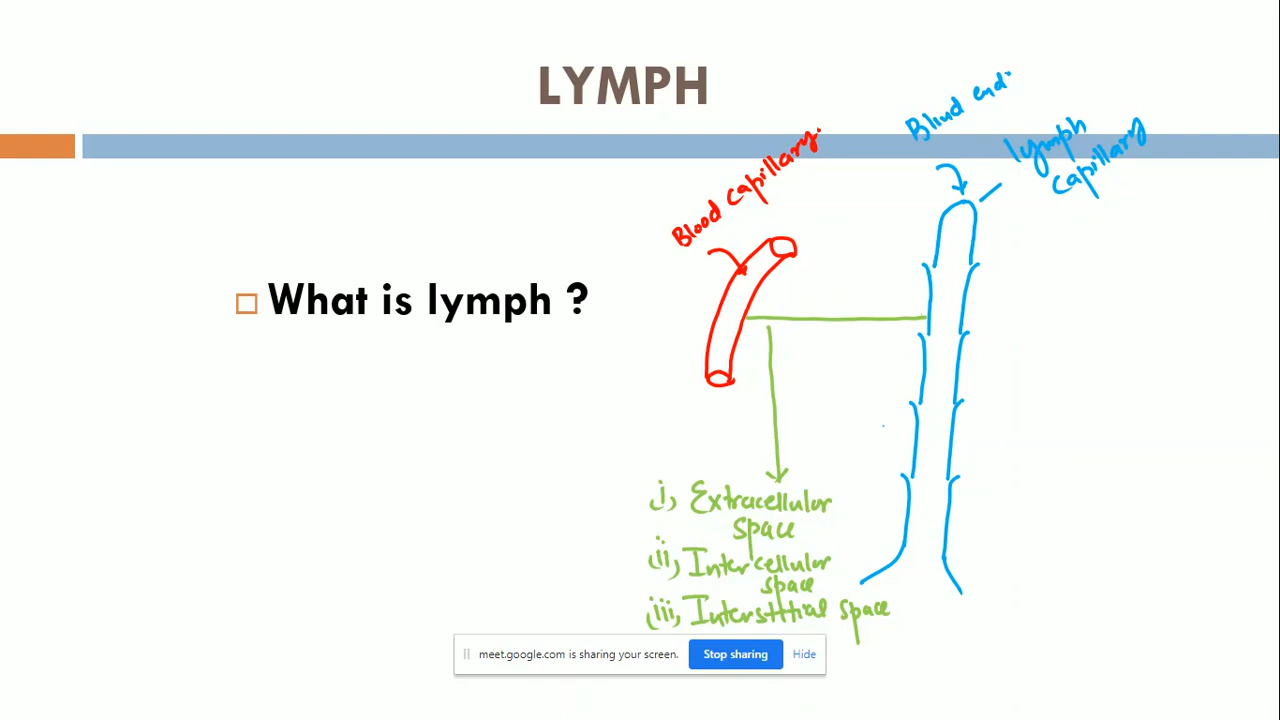 LYMPH
Blind end
lymph
capillary
Blood capillary
What is lymph ?
(i) Extracellular
space
(ii) Intercellular
space
(iii) Interstitial space
meet.google.com is sharing your screen.
Stop sharing
Hide